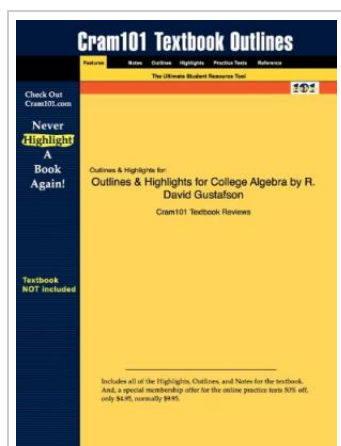 Cram101 Textbook Outlines
Features Notes Outlines Highlights Practice Tests Reference
The Ultimate Student Resource Tool
101
Check Out
Cram101.com
Never
Highlight
A
Book
Again!
Textbook
NOT Included
Outlines & Highlights for:
Outlines & Highlights for College Algebra by R.
David Gustafson
Cram101 Textbook Reviews
Includes all of the Highlights, Outlines, and Notes for the textbook.
And, a special membership offer for the online practice tests 50% off,
only $4.95, normally $9.95.